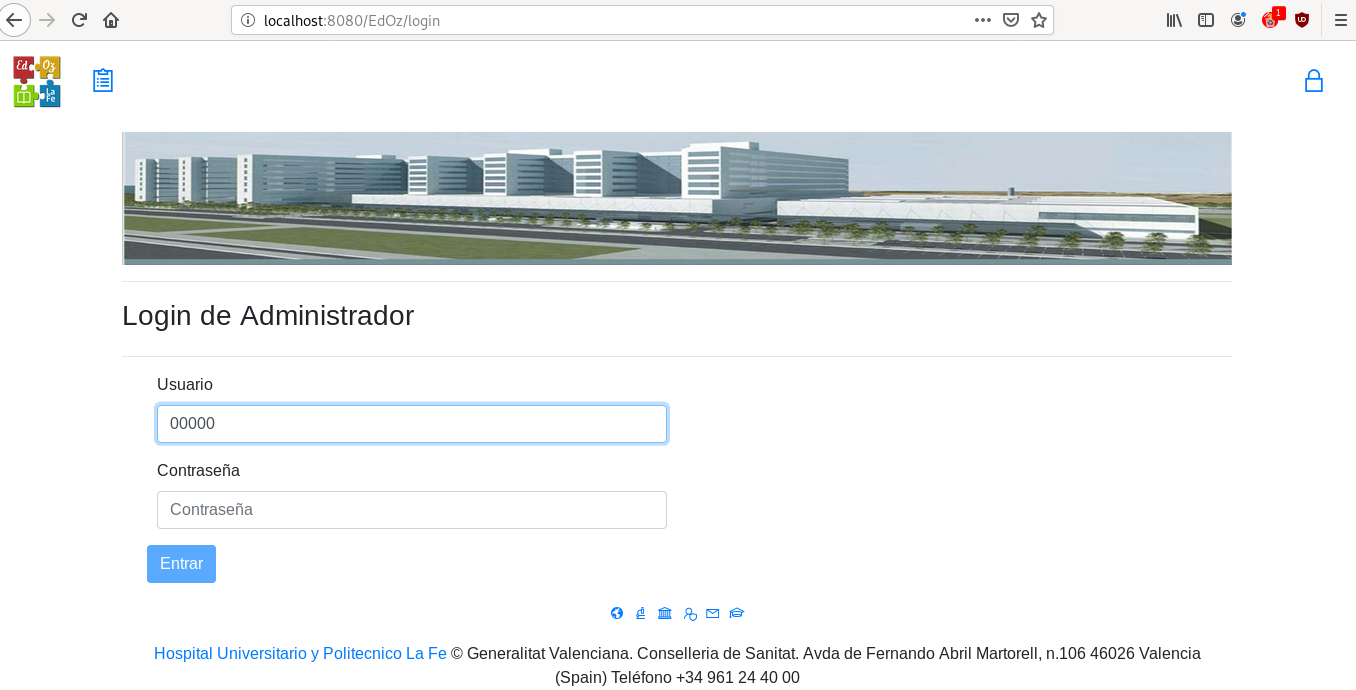 localhost:8080/EdOz/login
1
Ed Oz
La
Fe
Login de Administrador
Usuario
00000
Contraseña
Contraseña
Entrar
Hospital Universitario y Politecnico La Fe © Generalitat Valenciana. Conselleria de Sanitat. Avda de Fernando Abril Martorell, n.106 46026 Valencia
(Spain) Teléfono +34 961 24 40 00